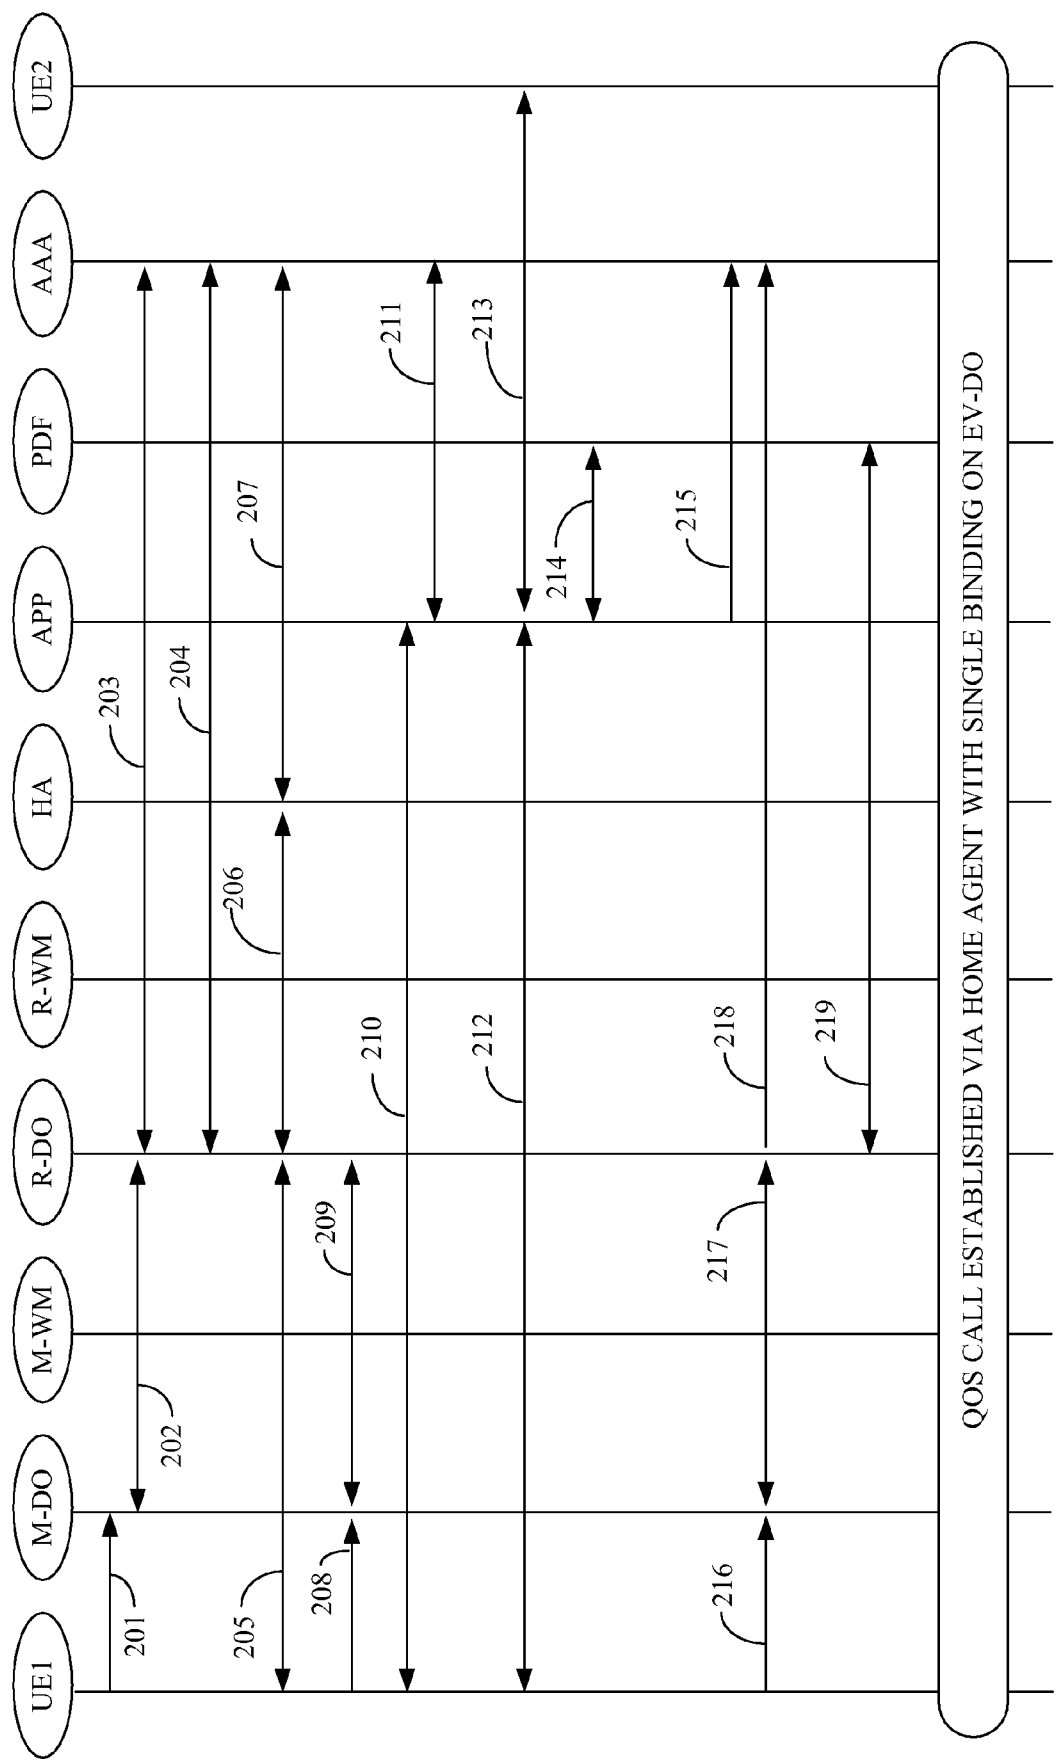 UE1
M-DO
M-WM
R-DO
R-WM
HA
APP
PDF
AAA
UE2
201
202
203
204
205
206
207
208
209
210
211
212
213
214
215
216
217
218
219
QOS CALL ESTABLISHED VIA HOME AGENT WITH SINGLE BINDING ON EV-DO